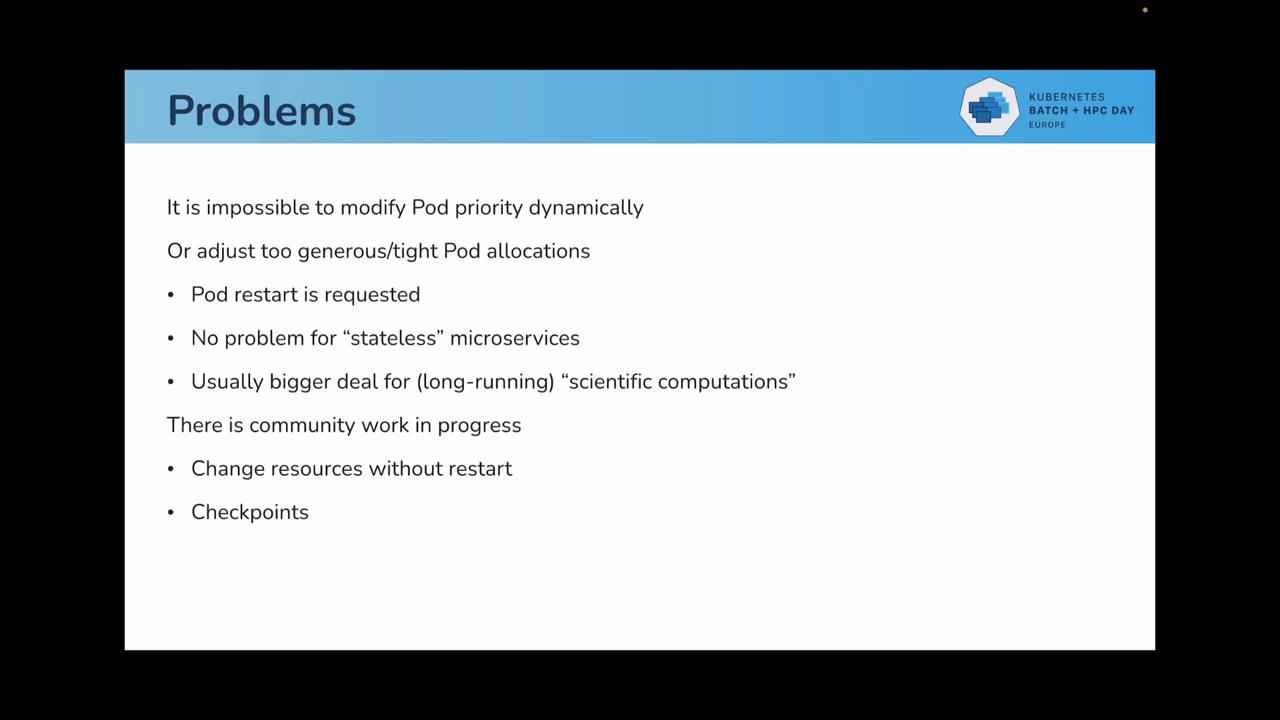 Problems
KUBERNETES
BATCH + HPC DAY
EUROPE
It is impossible to modify Pod priority dynamically
Or adjust too generous/tight Pod allocations
• Pod restart is requested
• No problem for “stateless” microservices
• Usually bigger deal for (long-running) “scientific computations”
There is community work in progress
• Change resources without restart
• Checkpoints